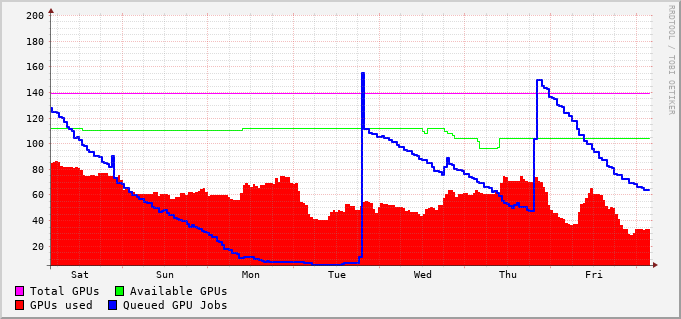 200
180
160
140
120
100
80
60
40
20
Sat Sun Mon Tue Wed Thu Fri
Total GPUs Available GPUs
GPUs used Queued GPU Jobs
RRDTOOL / TOBI OETIKER